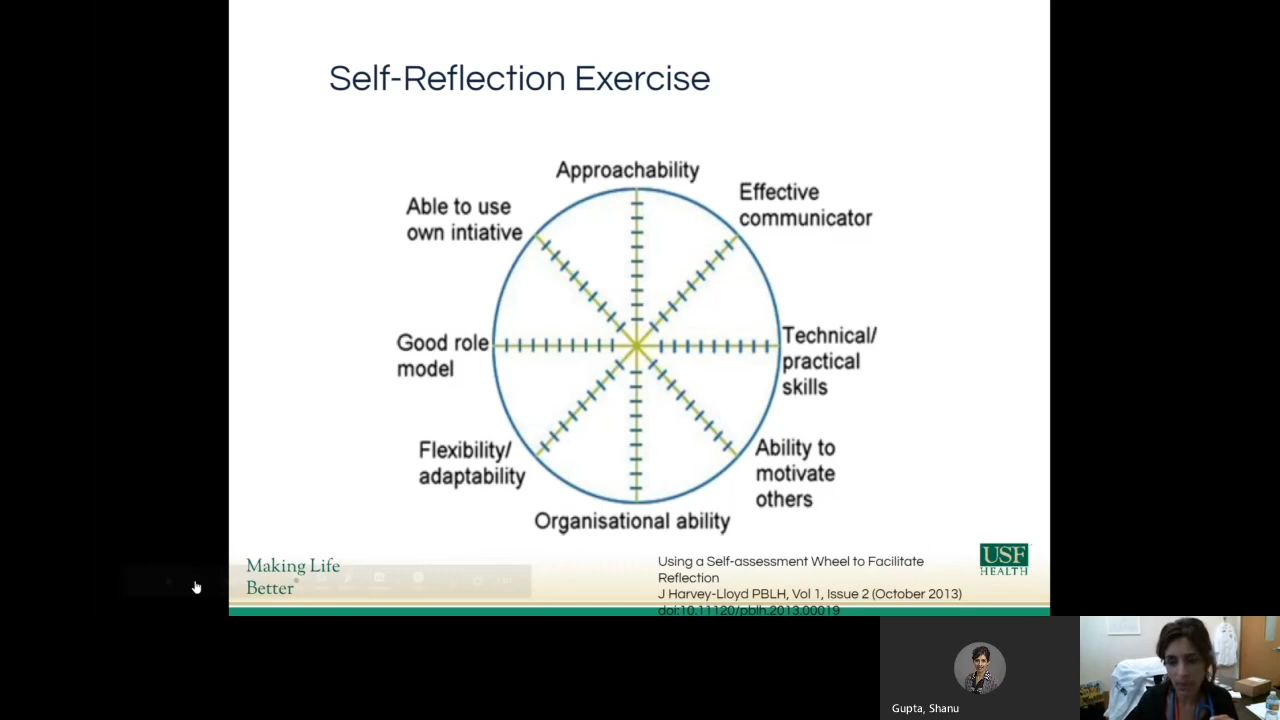 Self-Reflection Exercise
Approachability
Effective
communicator
Able to use
own intiative
Technical/
practical
skills
Good role
model
Flexibility/
adaptability
Ability to
motivate
others
Organisational ability
Making Life
Better®
Using a Self-assessment Wheel to Facilitate
Reflection
J Harvey-Lloyd PBLH, Vol 1, Issue 2 (October 2013)
doi:10.11120/pblh.2013.00019
USF
HEALTH
Gupta, Shanu